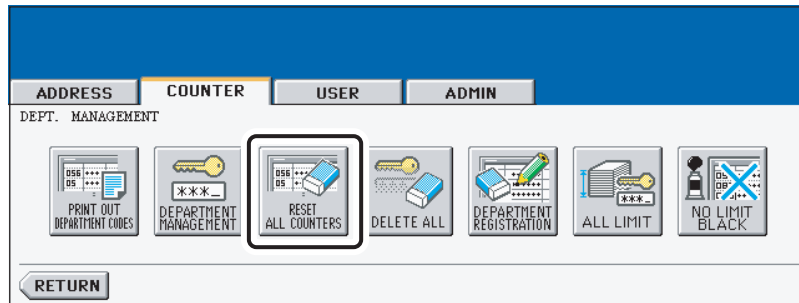 ADDRESS COUNTER USER ADMIN
DEPT. MANAGEMENT
PRINT OUT
DEPARTMENT CODES
DEPARTMENT
MANAGEMENT
RESET
ALL COUNTERS
DELETE ALL
DEPARTMENT
REGISTRATION
ALL LIMIT
NO LIMIT
BLACK
RETURN